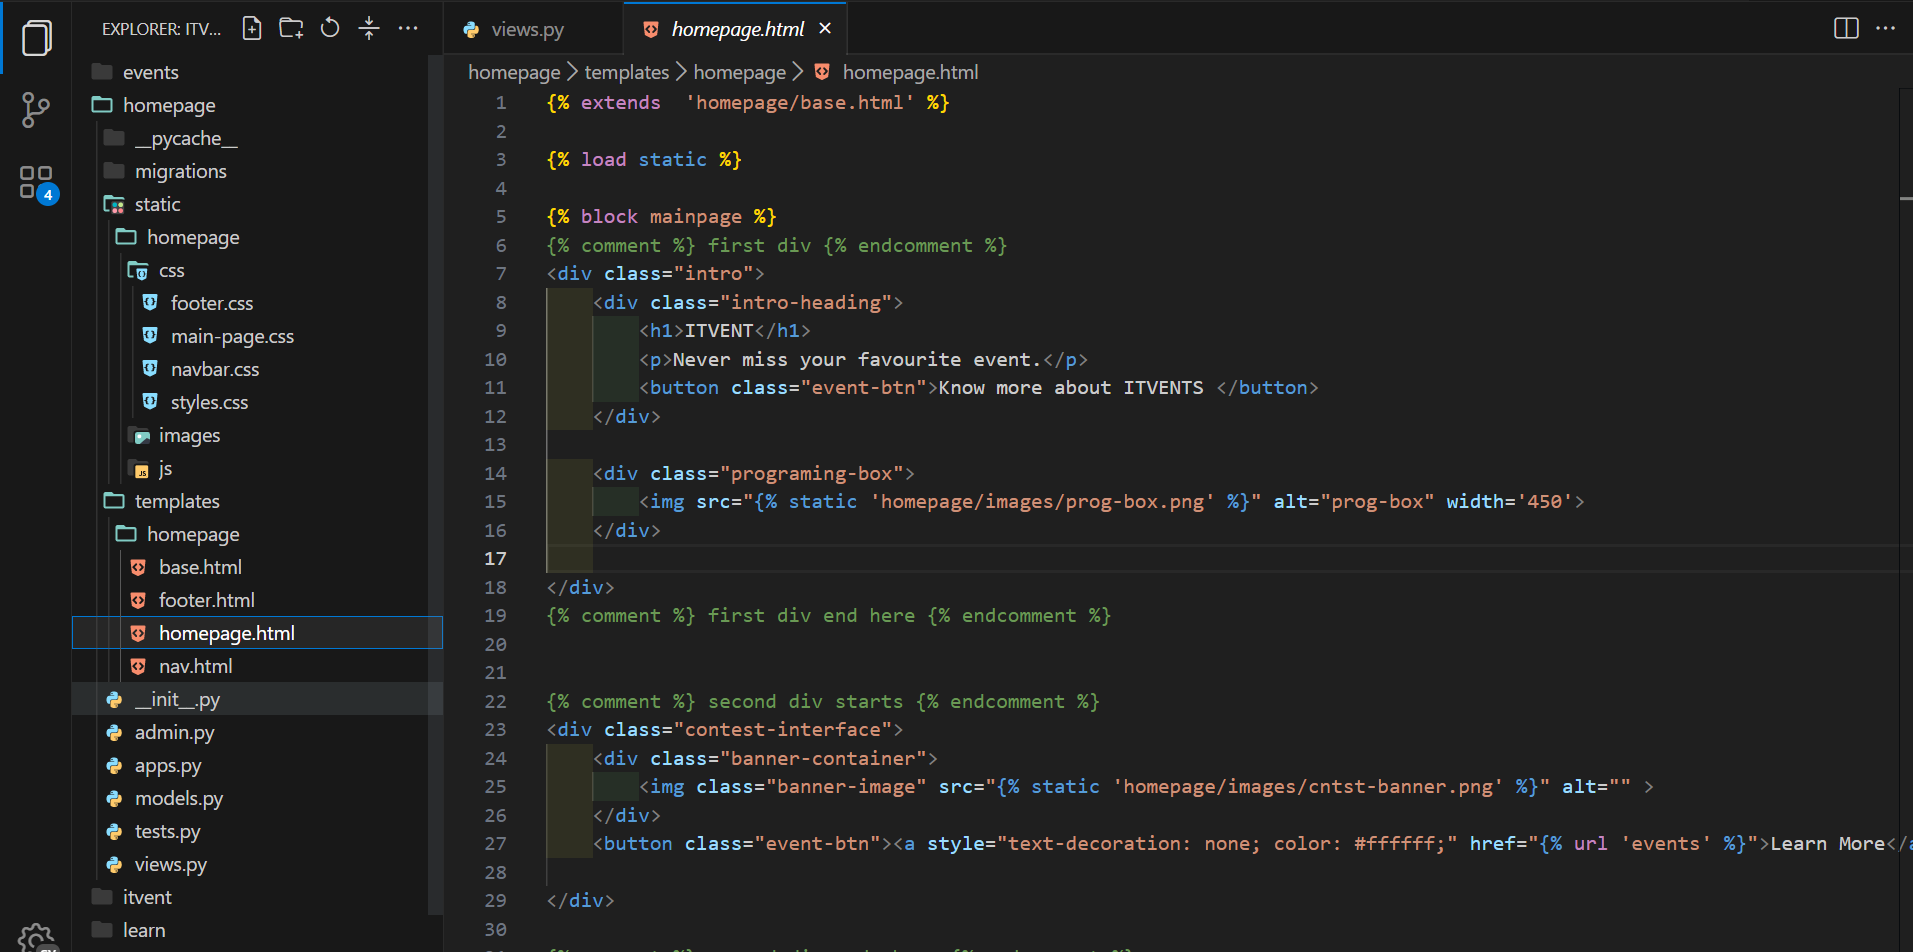 EXPLORER: ITV...
events
homepage
__pycache__
migrations
static
homepage
css
footer.css
main-page.css
navbar.css
styles.css
images
js
templates
homepage
base.html
footer.html
homepage.html
nav.html
__init__.py
admin.py
apps.py
models.py
tests.py
views.py
itvent
learn
4
views.py
homepage.html
homepage > templates > homepage > homepage.html
1 {% extends  'homepage/base.html' %}
2
3 {% load static %}
4
5 {% block mainpage %}
6 {% comment %} first div {% endcomment %}
7 <div class="intro">
8     <div class="intro-heading">
9         <h1>ITVENT</h1>
10         <p>Never miss your favourite event.</p>
11         <button class="event-btn">Know more about ITVENTS </button>
12     </div>
13
14     <div class="programing-box">
15         <img src="{% static 'homepage/images/prog-box.png' %}" alt="prog-box" width='450'>
16     </div>
17
18 </div>
19 {% comment %} first div end here {% endcomment %}
20
21
22 {% comment %} second div starts {% endcomment %}
23 <div class="contest-interface">
24     <div class="banner-container">
25         <img class="banner-image" src="{% static 'homepage/images/cntst-banner.png' %}" alt="" >
26     </div>
27     <button class="event-btn"><a style="text-decoration: none; color: #ffffff;" href="{% url 'events' %}">Learn More</a
28
29 </div>
30